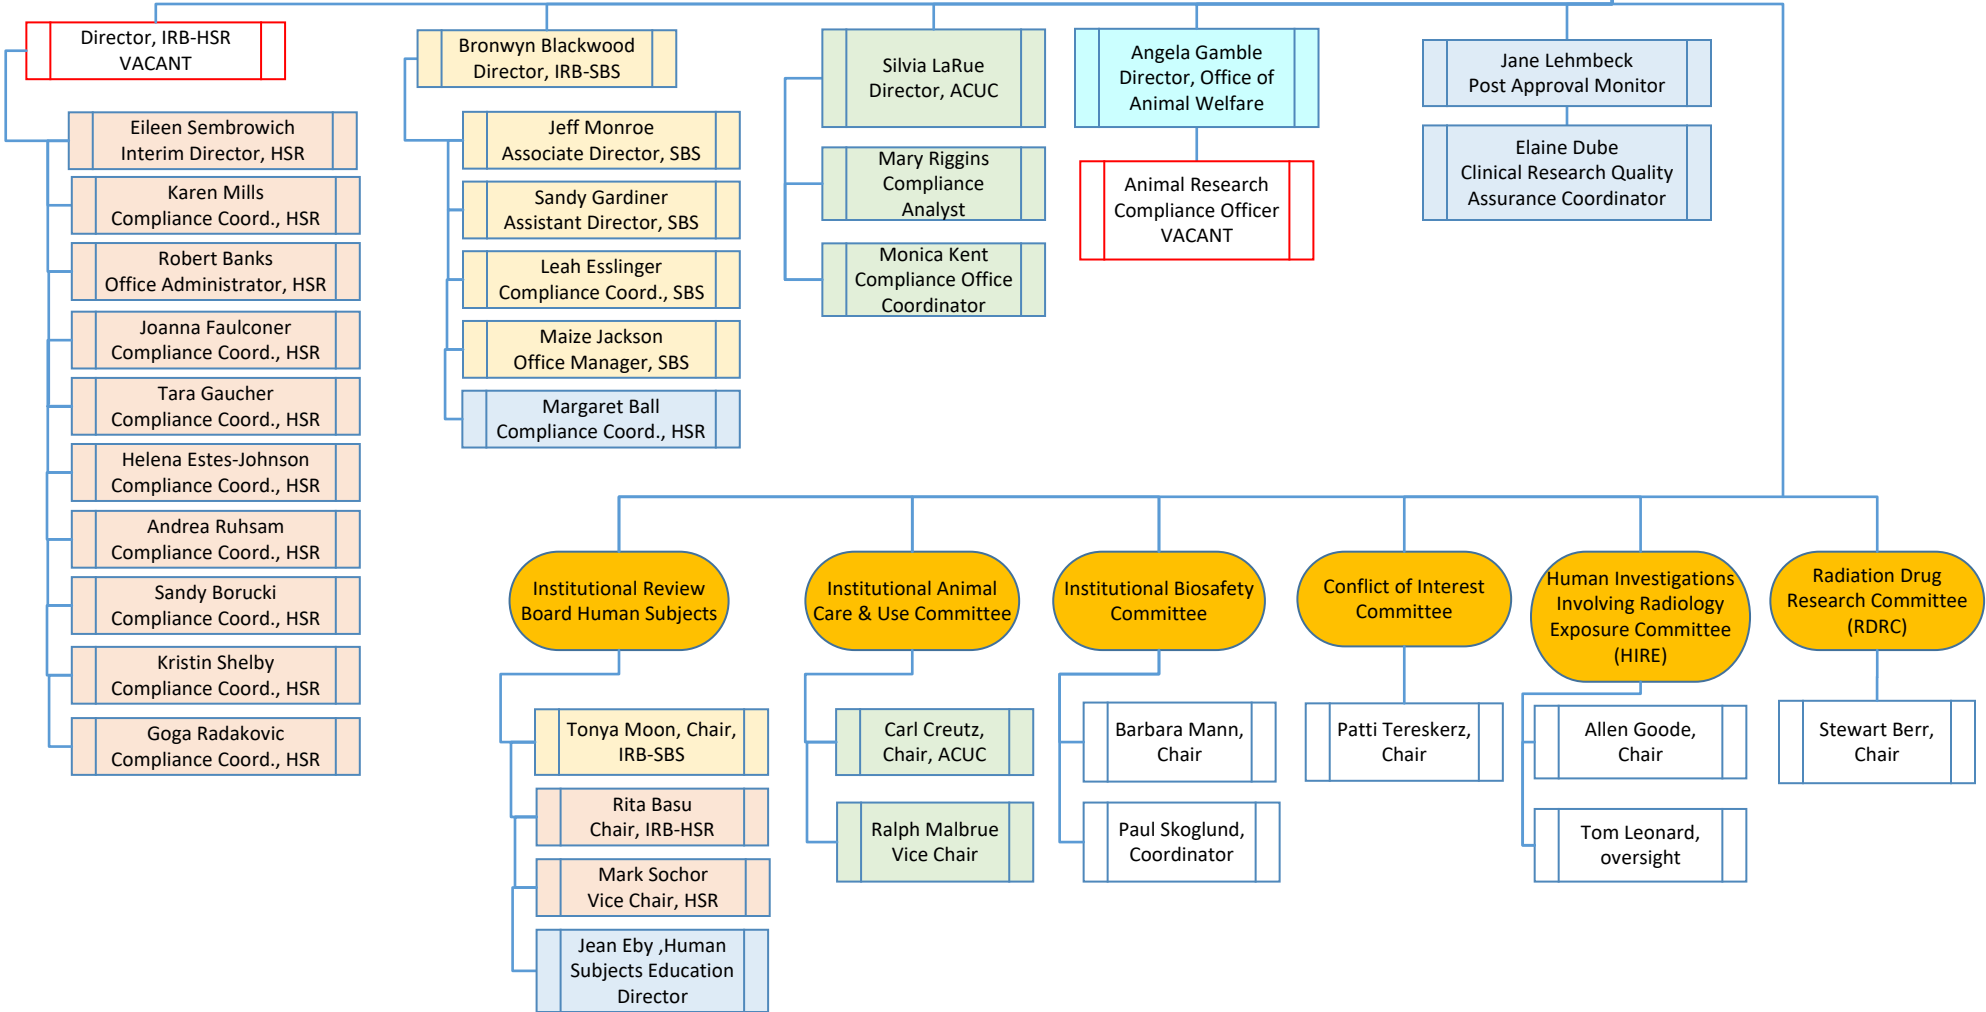 Director, IRB-HSR
VACANT
Eileen Sembrowich
Interim Director, HSR
Karen Mills
Compliance Coord., HSR
Robert Banks
Office Administrator, HSR
Joanna Faulconer
Compliance Coord., HSR
Tara Gaucher
Compliance Coord., HSR
Helena Estes-Johnson
Compliance Coord., HSR
Andrea Ruhsam
Compliance Coord., HSR
Sandy Borucki
Compliance Coord., HSR
Kristin Shelby
Compliance Coord., HSR
Goga Radakovic
Compliance Coord., HSR
Bronwyn Blackwood
Director, IRB-SBS
Jeff Monroe
Associate Director, SBS
Sandy Gardiner
Assistant Director, SBS
Leah Esslinger
Compliance Coord., SBS
Maize Jackson
Office Manager, SBS
Margaret Ball
Compliance Coord., HSR
Silvia LaRue
Director, ACUC
Mary Riggins
Compliance
Analyst
Monica Kent
Compliance Office
Coordinator
Angela Gamble
Director, Office of
Animal Welfare
Animal Research
Compliance Officer
VACANT
Jane Lehmbeck
Post Approval Monitor
Elaine Dube
Clinical Research Quality
Assurance Coordinator
Institutional Review
Board Human Subjects
Tonya Moon, Chair,
IRB-SBS
Rita Basu
Chair, IRB-HSR
Mark Sochor
Vice Chair, HSR
Jean Eby ,Human
Subjects Education
Director
Institutional Animal
Care & Use Committee
Carl Creutz,
Chair, ACUC
Ralph Malbrue
Vice Chair
Institutional Biosafety
Committee
Barbara Mann,
Chair
Paul Skoglund,
Coordinator
Conflict of Interest
Committee
Patti Tereskerz,
Chair
Human Investigations
Involving Radiology
Exposure Committee
(HIRE)
Allen Goode,
Chair
Tom Leonard,
oversight
Radiation Drug
Research Committee
(RDRC)
Stewart Berr,
Chair